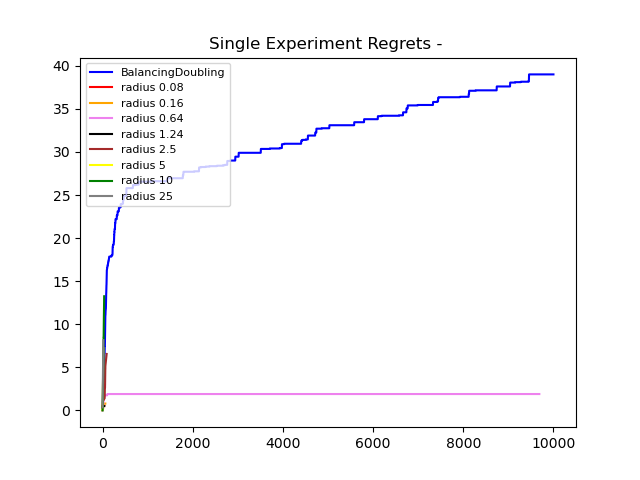 Single Experiment Regrets -
BalancingDoubling
radius 0.08
radius 0.16
radius 0.64
radius 1.24
radius 2.5
radius 5
radius 10
radius 25
40
35
30
25
20
15
10
5
0
0 2000 4000 6000 8000 10000